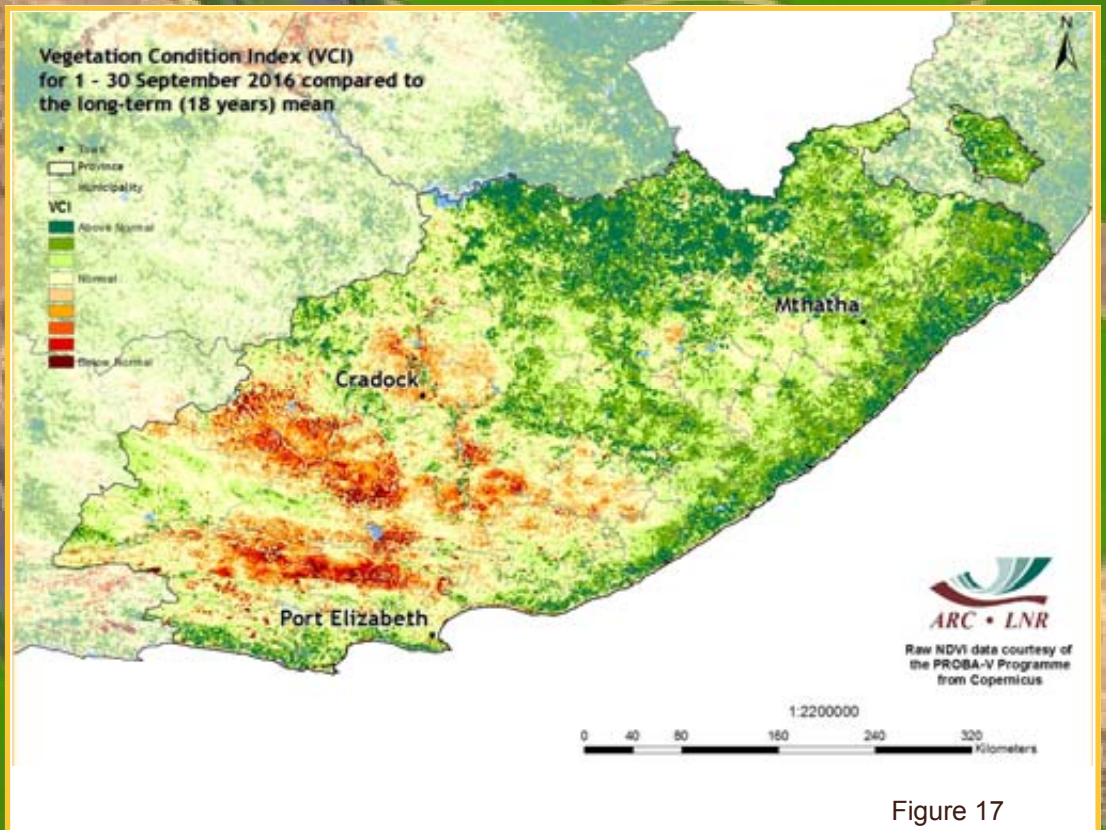 Vegetation Condition Index (VCI)
for 1 - 30 September 2016 compared to
the long-term (18 years) mean
N
Town
Province
Municipality
VCI
Above Normal
Normal
Below Normal
Mthatha
Cradock
Port Elizabeth
ARC • LNR
Raw NDVI data courtesy of
the PROBA-V Programme
from Copernicus
1:2200000
0 40 80 160 240 320
Kilometers
Figure 17